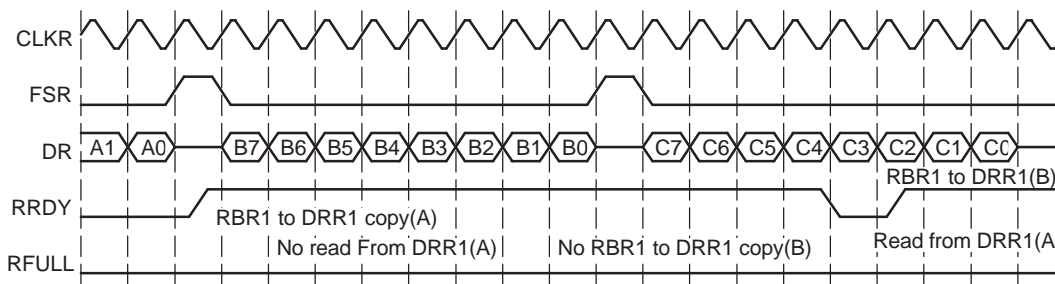 CLKR
FSR
DR A1 A0 B7 B6 B5 B4 B3 B2 B1 B0 C7 C6 C5 C4 C3 C2 C1 C0
RBR1 to DRR1(B)
RRDY
RBR1 to DRR1 copy(A)
No read From DRR1(A) No RBR1 to DRR1 copy(B) Read from DRR1(A
RFULL